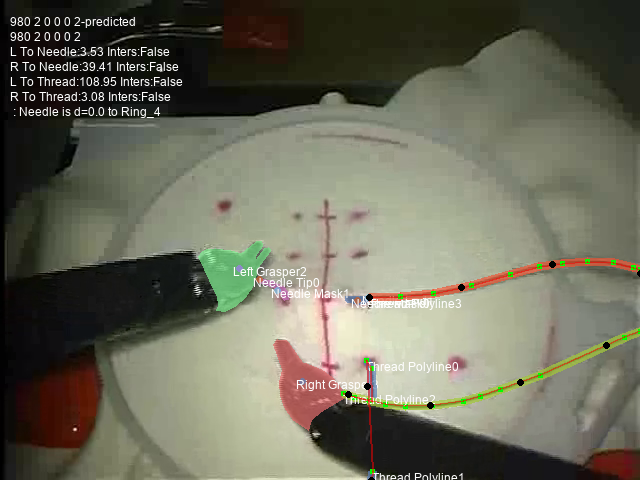 980 2 0 0 0 2-predicted
980 2 0 0 0 2
L To Needle:3.53 Inters:False
R To Needle:39.41 Inters:False
L To Thread:108.95 Inters:False
R To Thread:3.08 Inters:False
: Needle is d=0.0 to Ring_4
Left Grasper2
Needle Tip0
Needle Mask1
Polyline3
Thread Polyline0
Right Graspe
Thread Polyline2
Thread Polyline1